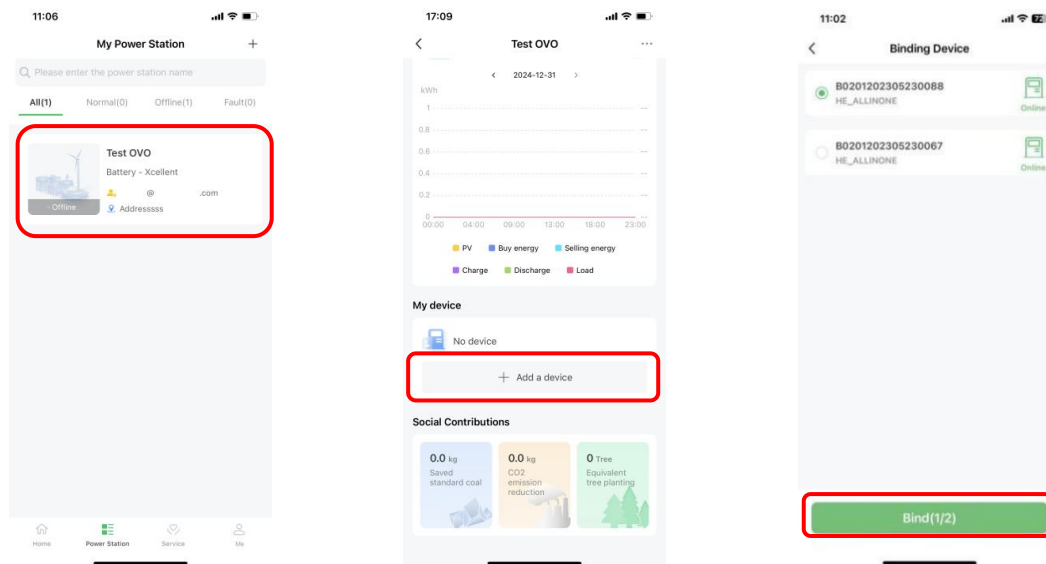 11:06
My Power Station +
Please enter the power station name
All(1) Normal(0) Offline(1) Fault(0)
Test OVO
Battery - Xcellent
@ .com
- Offline
Addresssss
Home Power Station Service Me
17:09
Test OVO ...
< 2024-12-31 >
kWh
1 --
0.8 --
0.6 --
0.4 --
0.2 --
0 --
00:00 04:00 09:00 13:00 18:00 23:00
PV Buy energy Selling energy
Charge Discharge Load
My device
No device
+ Add a device
Social Contributions
0.0 kg
Saved
standard coal
0.0 kg
CO2
emission
reduction
0 Tree
Equivalent
tree planting
11:02
Binding Device
B0201202305230088
HE_ALLINONE
Online
B0201202305230067
HE_ALLINONE
Online
Bind(1/2)